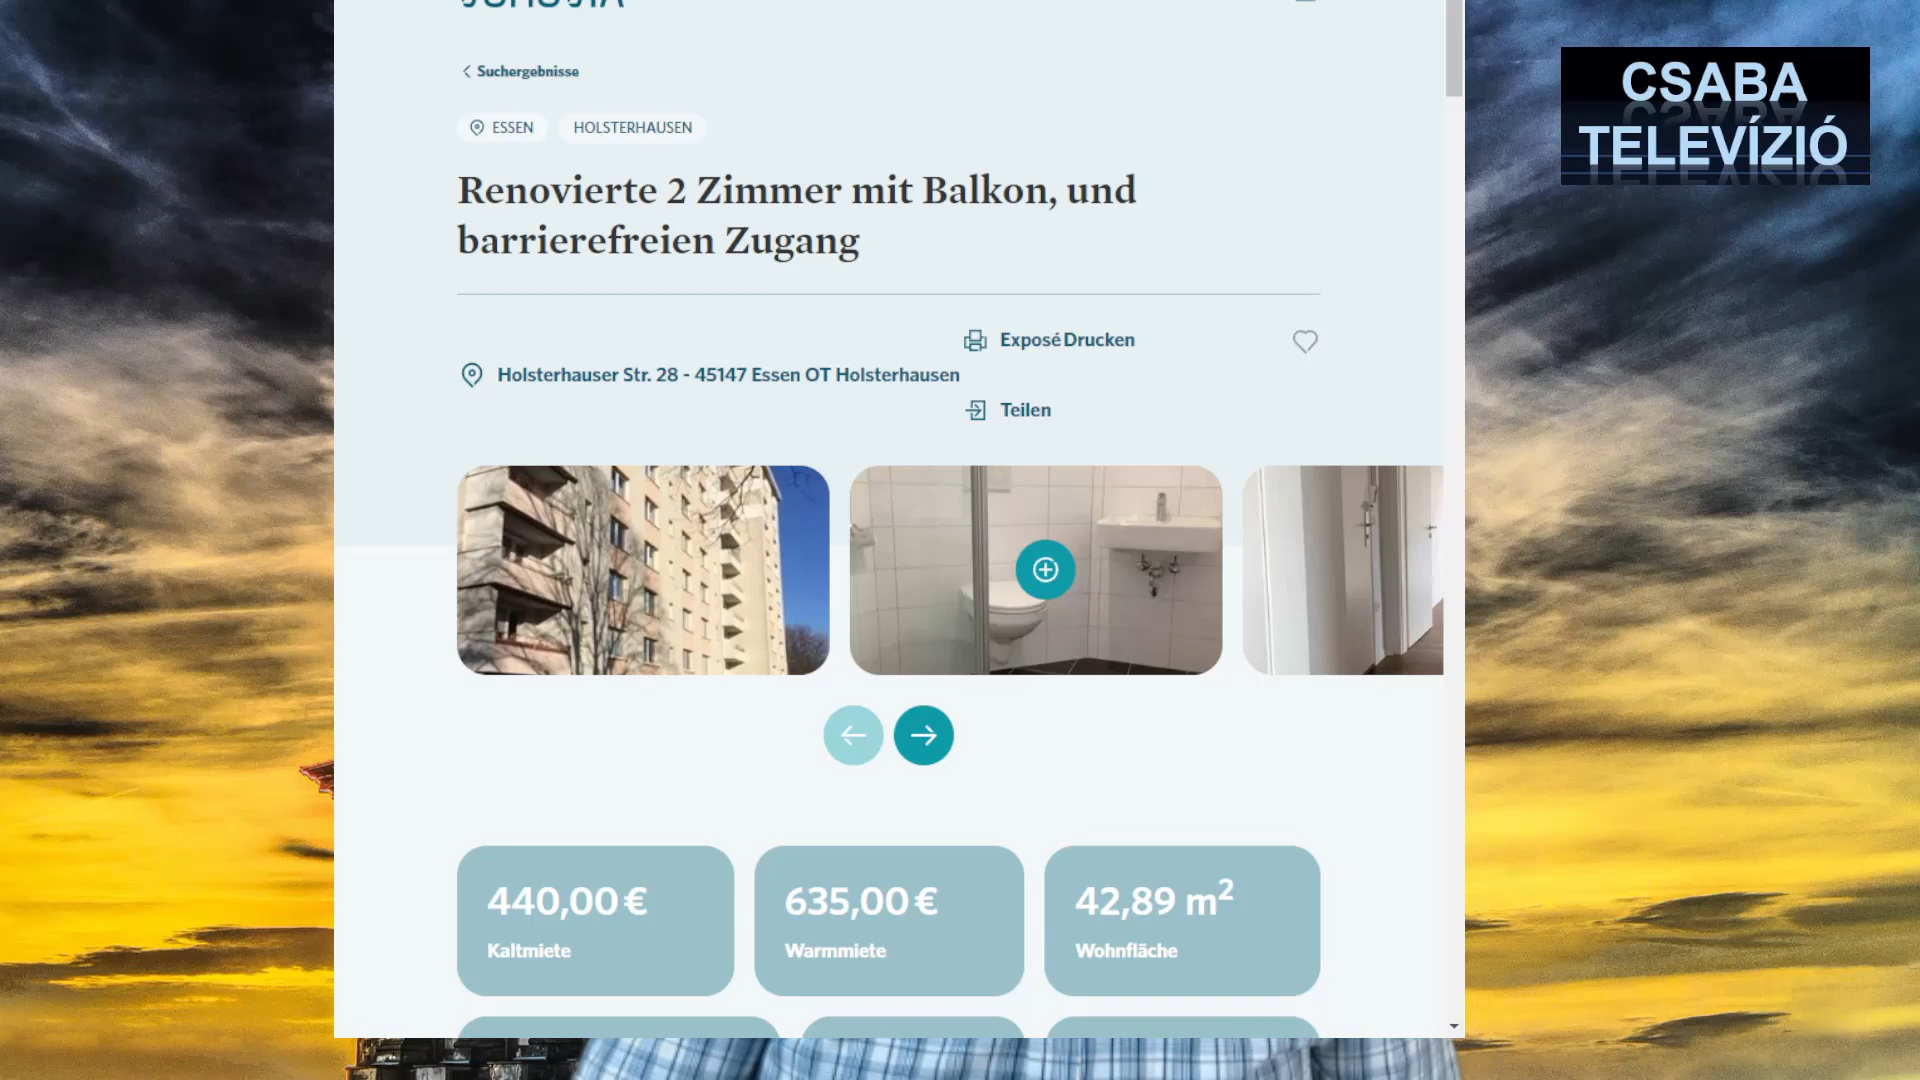 Suchergebnisse
ESSEN
HOLSTERHAUSEN
Renovierte 2 Zimmer mit Balkon, und
barrierefreien Zugang
Exposé Drucken
Holsterhauser Str. 28 - 45147 Essen OT Holsterhausen
Teilen
440,00 €
Kaltmiete
635,00 €
Warmmiete
42,89 m²
Wohnfläche
CSABA
TELEVÍZIÓ